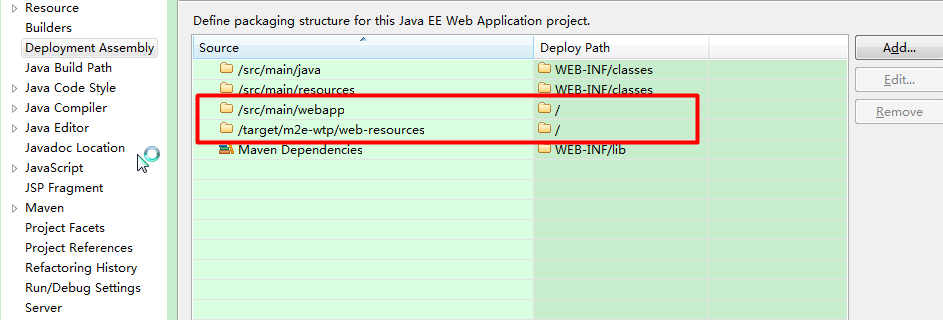 Resource
Builders
Deployment Assembly
Java Build Path
Java Code Style
Java Compiler
Java Editor
Javadoc Location
JavaScript
JSP Fragment
Maven
Project Facets
Project References
Refactoring History
Run/Debug Settings
Server
Define packaging structure for this Java EE Web Application project.
Source Deploy Path
/src/main/java WEB-INF/classes
/src/main/resources WEB-INF/classes
/src/main/webapp /
/target/m2e-wtp/web-resources /
Maven Dependencies WEB-INF/lib
Add...
Edit...
Remove